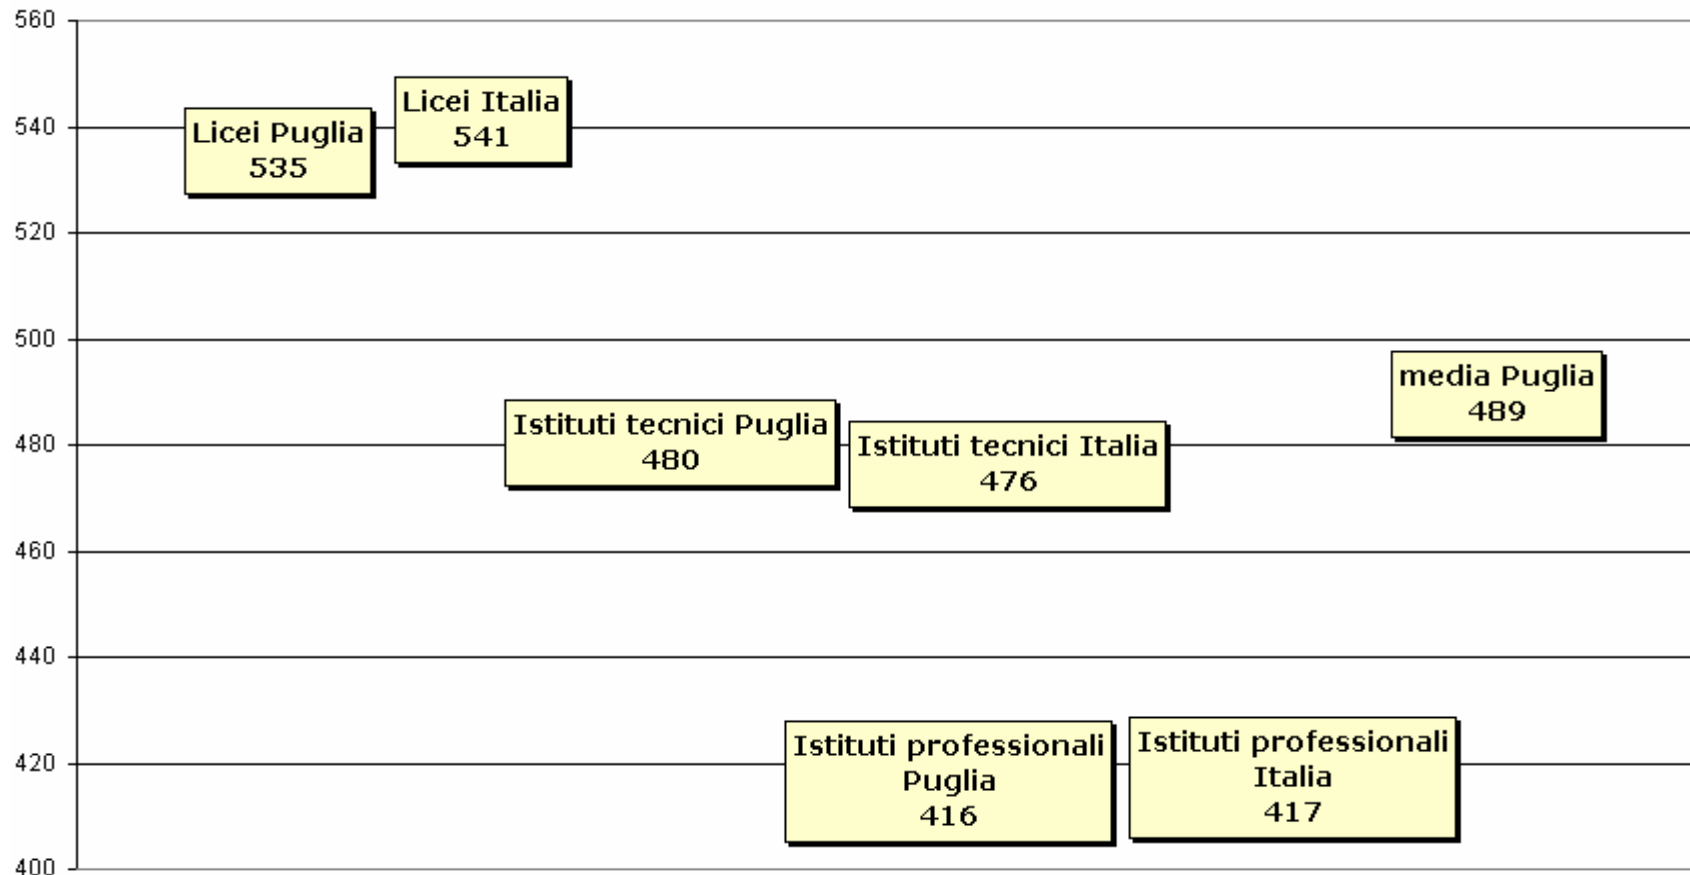 560
540
520
500
480
460
440
420
400
Licei Puglia
535
Licei Italia
541
Istituti tecnici Puglia
480
Istituti tecnici Italia
476
media Puglia
489
Istituti professionali
Puglia
416
Istituti professionali
Italia
417